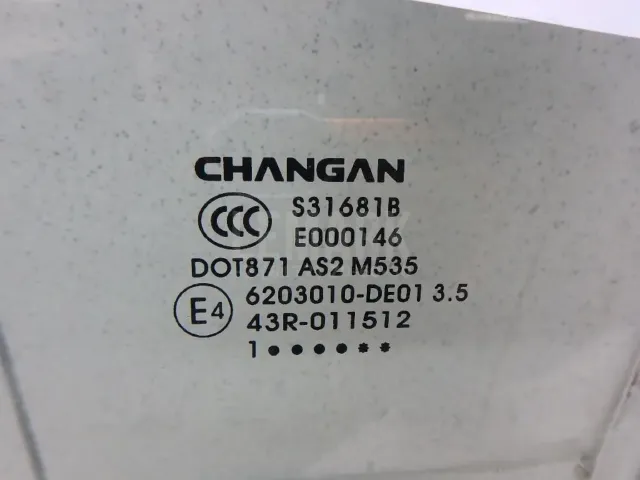 CHANGAN
CCC S31681B
E000146
DOT871 AS2 M535
E4 6203010-DE01 3.5
43R-011512
1●●●●●✱✱